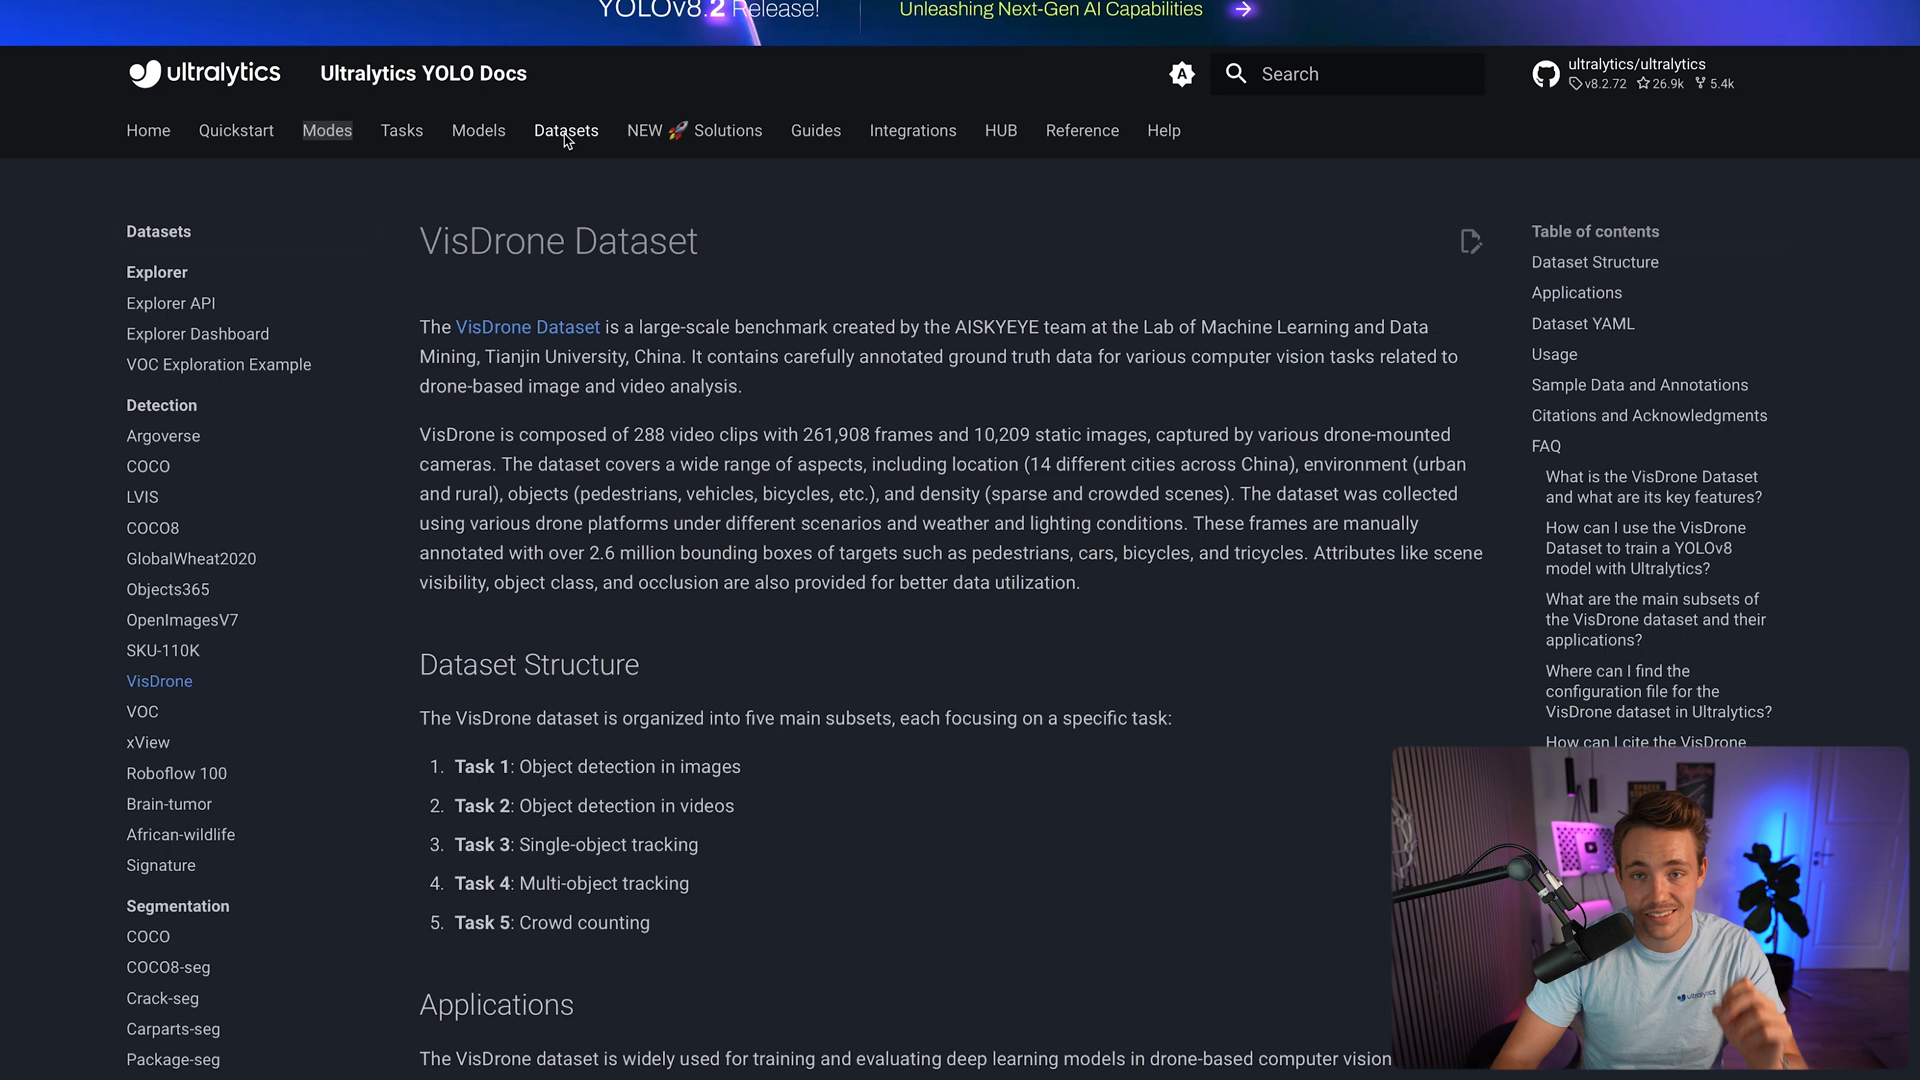 YOLOv8.2 Release!
Unleashing Next-Gen AI Capabilities
ultralytics
Ultralytics YOLO Docs
Search
ultralytics/ultralytics
v8.2.72 26.9k 5.4k
Home Quickstart Modes Tasks Models Datasets NEW 🚀 Solutions Guides Integrations HUB Reference Help
Datasets
Explorer
Explorer API
Explorer Dashboard
VOC Exploration Example
Detection
Argoverse
COCO
LVIS
COCO8
GlobalWheat2020
Objects365
OpenImagesV7
SKU-110K
VisDrone
VOC
xView
Roboflow 100
Brain-tumor
African-wildlife
Signature
Segmentation
COCO
COCO8-seg
Crack-seg
Carparts-seg
Package-seg
VisDrone Dataset
The VisDrone Dataset is a large-scale benchmark created by the AISKYEYE team at the Lab of Machine Learning and Data
Mining, Tianjin University, China. It contains carefully annotated ground truth data for various computer vision tasks related to
drone-based image and video analysis.
VisDrone is composed of 288 video clips with 261,908 frames and 10,209 static images, captured by various drone-mounted
cameras. The dataset covers a wide range of aspects, including location (14 different cities across China), environment (urban
and rural), objects (pedestrians, vehicles, bicycles, etc.), and density (sparse and crowded scenes). The dataset was collected
using various drone platforms under different scenarios and weather and lighting conditions. These frames are manually
annotated with over 2.6 million bounding boxes of targets such as pedestrians, cars, bicycles, and tricycles. Attributes like scene
visibility, object class, and occlusion are also provided for better data utilization.
Dataset Structure
The VisDrone dataset is organized into five main subsets, each focusing on a specific task:
1. Task 1: Object detection in images
2. Task 2: Object detection in videos
3. Task 3: Single-object tracking
4. Task 4: Multi-object tracking
5. Task 5: Crowd counting
Applications
The VisDrone dataset is widely used for training and evaluating deep learning models in drone-based computer vision
Table of contents
Dataset Structure
Applications
Dataset YAML
Usage
Sample Data and Annotations
Citations and Acknowledgments
FAQ
What is the VisDrone Dataset
and what are its key features?
How can I use the VisDrone
Dataset to train a YOLOv8
model with Ultralytics?
What are the main subsets of
the VisDrone dataset and their
applications?
Where can I find the
configuration file for the
VisDrone dataset in Ultralytics?
How can I cite the VisDrone
ultralytics